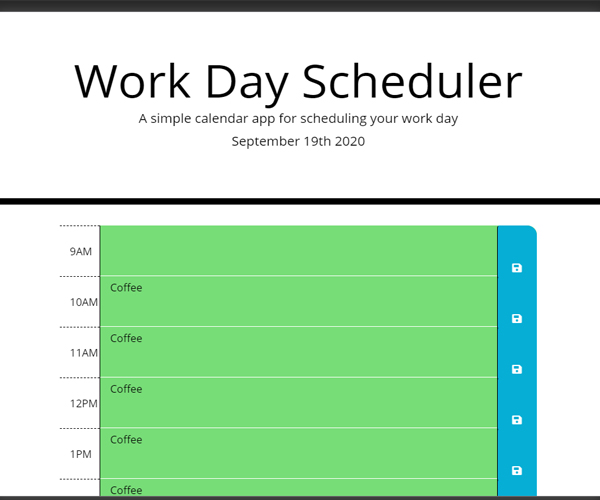 Work Day Scheduler
A simple calendar app for scheduling your work day
September 19th 2020
9AM
Coffee
10AM
Coffee
11AM
Coffee
12PM
Coffee
1PM
Coffee